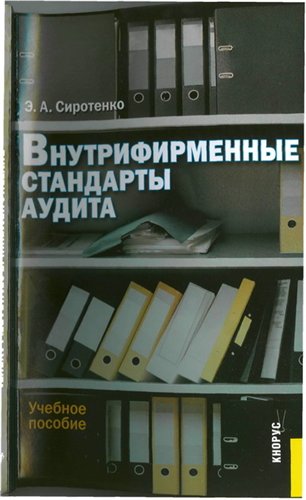 Э. А. Сиротенко
Внутрифирменные
стандарты
аудита
Учебное
пособие
КНОРУС